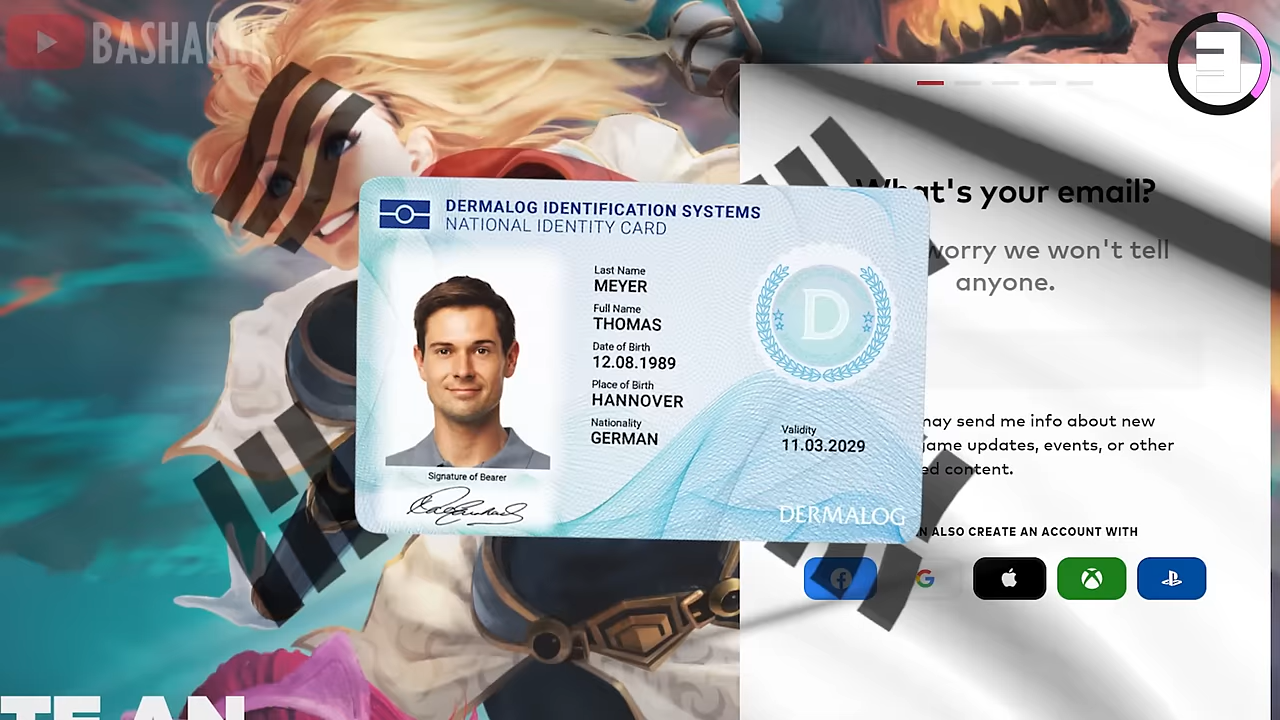 BASHARKK
What's your email?
worry we won't tell
anyone.
DERMALOG IDENTIFICATION SYSTEMS
NATIONAL IDENTITY CARD
Last Name
MEYER
Full Name
THOMAS
Date of Birth
12.08.1989
Place of Birth
HANNOVER
Nationality
GERMAN
D
Validity
11.03.2029
Signature of Bearer
DERMALOG
may send me info about new
game updates, events, or other
content.
ALSO CREATE AN ACCOUNT WITH
TE AN